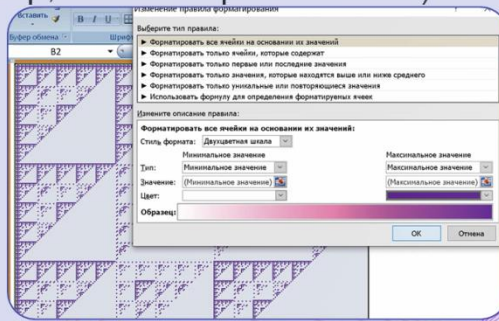 Изменение правила форматирования
Вставить
Ж К Ч
Буфер обмена
Шриф
B2
Выберите тип правила:
► Форматировать все ячейки на основании их значений
► Форматировать только ячейки, которые содержат
► Форматировать только первые или последние значения
► Форматировать только значения, которые находятся выше или ниже среднего
► Форматировать только уникальные или повторяющиеся значения
► Использовать формулу для определения форматируемых ячеек
Измените описание правила:
Форматировать все ячейки на основании их значений:
Стиль формата: Двухцветная шкала
Минимальное значение Максимальное значение
Тип: Минимальное значение Максимальное значение
Значение: (Минимальное значение) (Максимальное значение)
Цвет:
Образец:
ОК Отмена